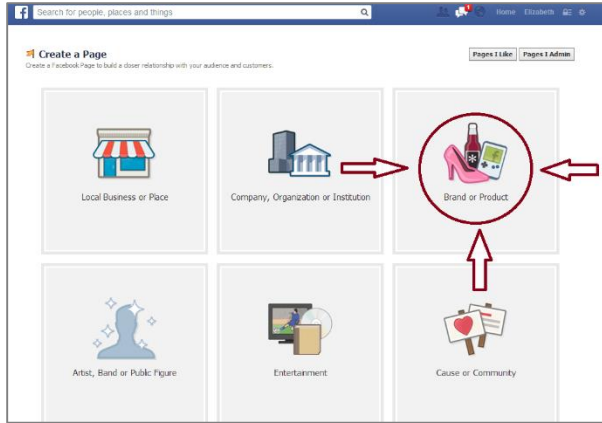 f Search for people, places and things 1 Home Elizabeth
Create a Page Pages I Like Pages I Admin
Create a Facebook Page to build a closer relationship with your audience and customers.
Local Business or Place Company, Organization or Institution Brand or Product
Artist, Band or Public Figure Entertainment Cause or Community